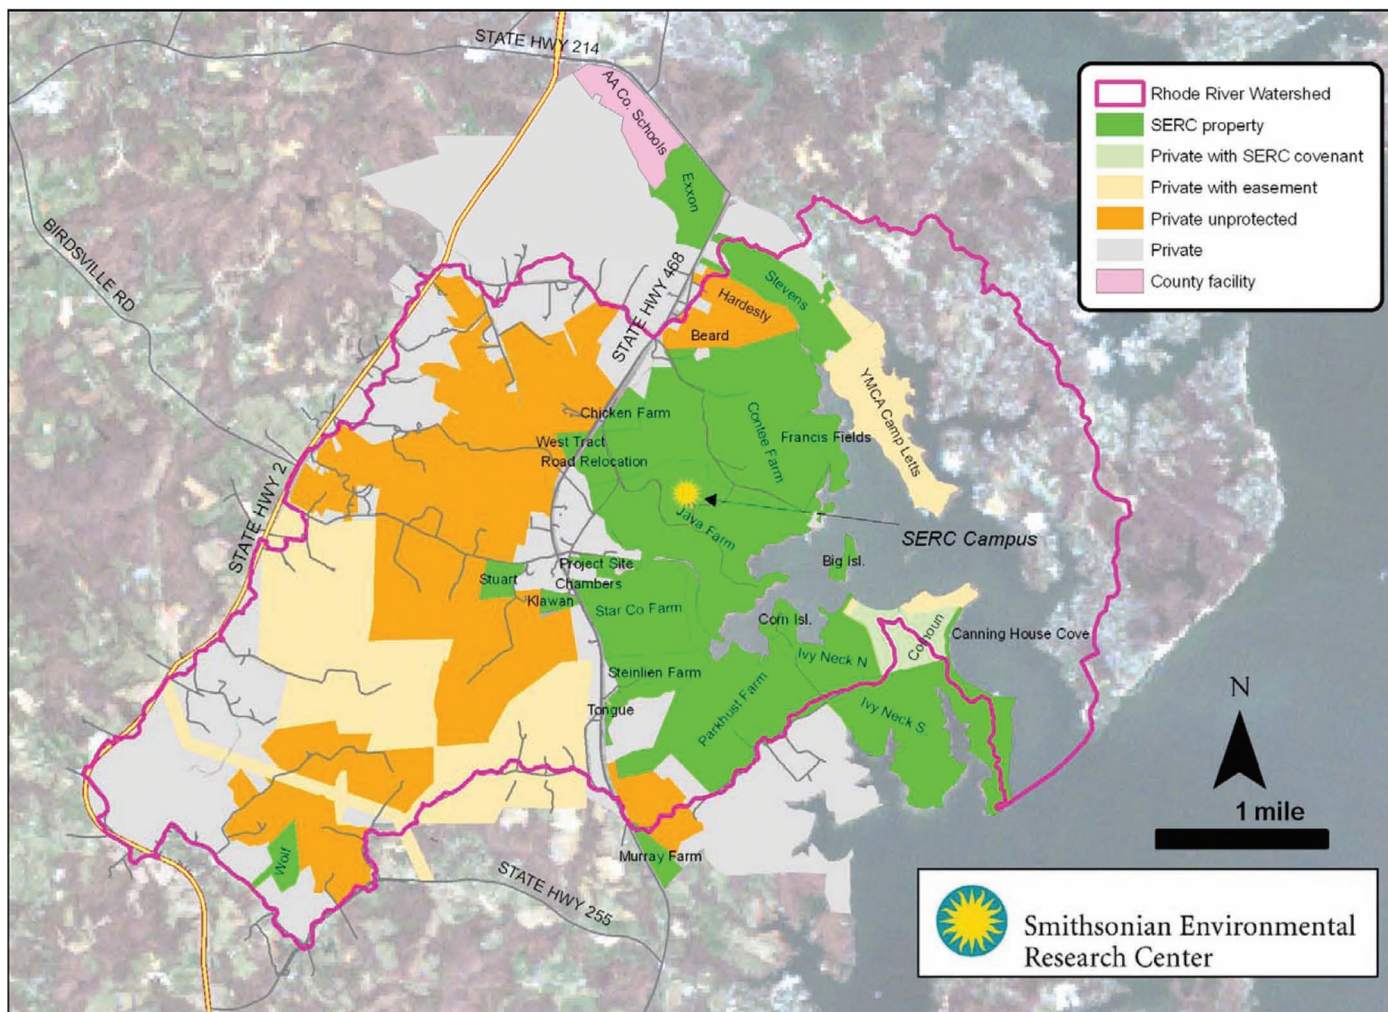 STATE HWY 214
AA Co. Schools
Rhode River Watershed
SERC property
Private with SERC covenant
Private with easement
Private unprotected
Private
County facility
Exxon
BIRDSVILLE RD
STATE HWY 468
Stevens
Hardesty
Beard
YMCA Camp Letts
Chicken Farm
Contee Farm
Francis Fields
West Tract
Road Relocation
STATE HWY 2
Java Farm
SERC Campus
Project Site
Big Isl.
Stuart
Chambers
Klawan
Star Co Farm
Corn Isl.
Colhoun
Canning House Cove
Ivy Neck N
Steinlien Farm
Parkhust Farm
Tongue
Ivy Neck S
N
1 mile
Wolf
Murray Farm
STATE HWY 255
Smithsonian Environmental
Research Center